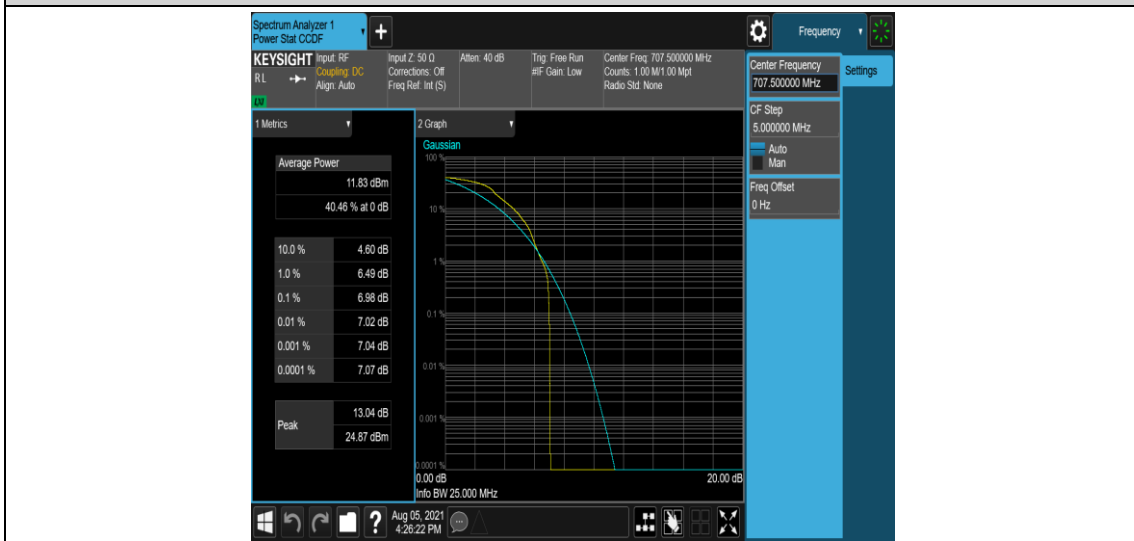 Spectrum Analyzer 1
Power Stat CCDF
+
Frequency
KEYSIGHT
RL
LM
Input: RF
Coupling: DC
Align: Auto
Input Z: 50 Ω
Corrections: Off
Freq Ref: Int (S)
Atten: 40 dB
Trig: Free Run
#IF Gain: Low
Center Freq: 707.500000 MHz
Counts: 1.00 M/1.00 Mpt
Radio Std: None
Center Frequency
707.500000 MHz
Settings
CF Step
5.000000 MHz
Auto
Man
Freq Offset
0 Hz
1 Metrics
Average Power
11.83 dBm
40.46 % at 0 dB
10.0 % 4.60 dB
1.0 % 6.49 dB
0.1 % 6.98 dB
0.01 % 7.02 dB
0.001 % 7.04 dB
0.0001 % 7.07 dB
Peak
13.04 dB
24.87 dBm
2 Graph
Gaussian
100 %
10 %
1 %
0.1 %
0.01 %
0.001 %
0.0001 %
0.00 dB 20.00 dB
Info BW 25.000 MHz
?
Aug 05, 2021
4:26:22 PM